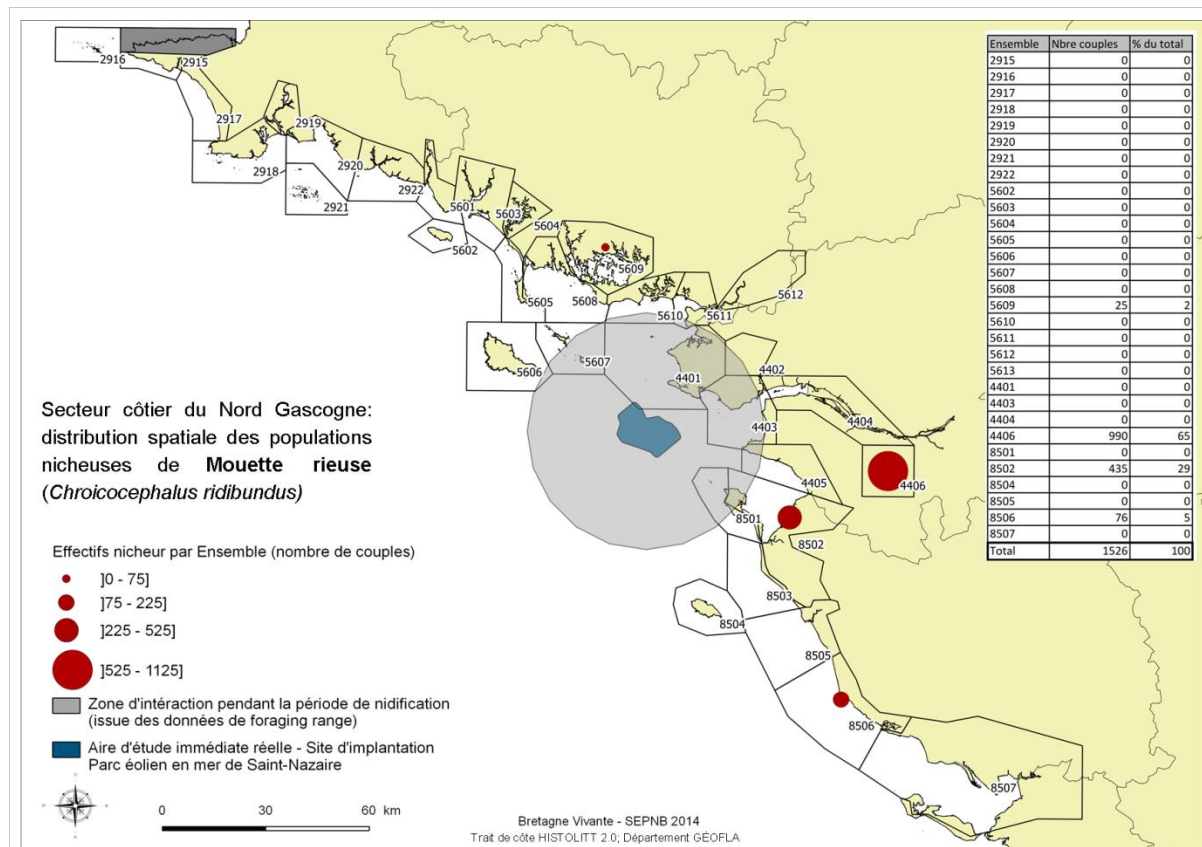 2916
2915
2917
2919
2918
2920
2921
2922
5601
5602
5603
5604
5609
5605
5608
5612
5610
5611
5606
5607
4401
4402
4403
4404
4405
4406
8501
8502
8503
8504
8505
8506
8507
Secteur côtier du Nord Gascogne:
distribution spatiale des populations
nicheuses de Mouette rieuse
(Chroicocephalus ridibundus)
Effectifs nicheur par Ensemble (nombre de couples)
]0 - 75]
]75 - 225]
]225 - 525]
]525 - 1125]
Zone d'intéraction pendant la période de nidification
(issue des données de foraging range)
Aire d'étude immédiate réelle - Site d'implantation
Parc éolien en mer de Saint-Nazaire
0 30 60 km
Bretagne Vivante - SEPNB 2014
Trait de côte HISTOLITT 2.0; Département GÉOFLA
Ensemble Nbre couples % du total
2915 0 0
2916 0 0
2917 0 0
2918 0 0
2919 0 0
2920 0 0
2921 0 0
2922 0 0
5602 0 0
5603 0 0
5604 0 0
5605 0 0
5606 0 0
5607 0 0
5608 0 0
5609 25 2
5610 0 0
5611 0 0
5612 0 0
5613 0 0
4401 0 0
4403 0 0
4404 0 0
4406 990 65
8501 0 0
8502 435 29
8504 0 0
8505 0 0
8506 76 5
8507 0 0
Total 1526 100